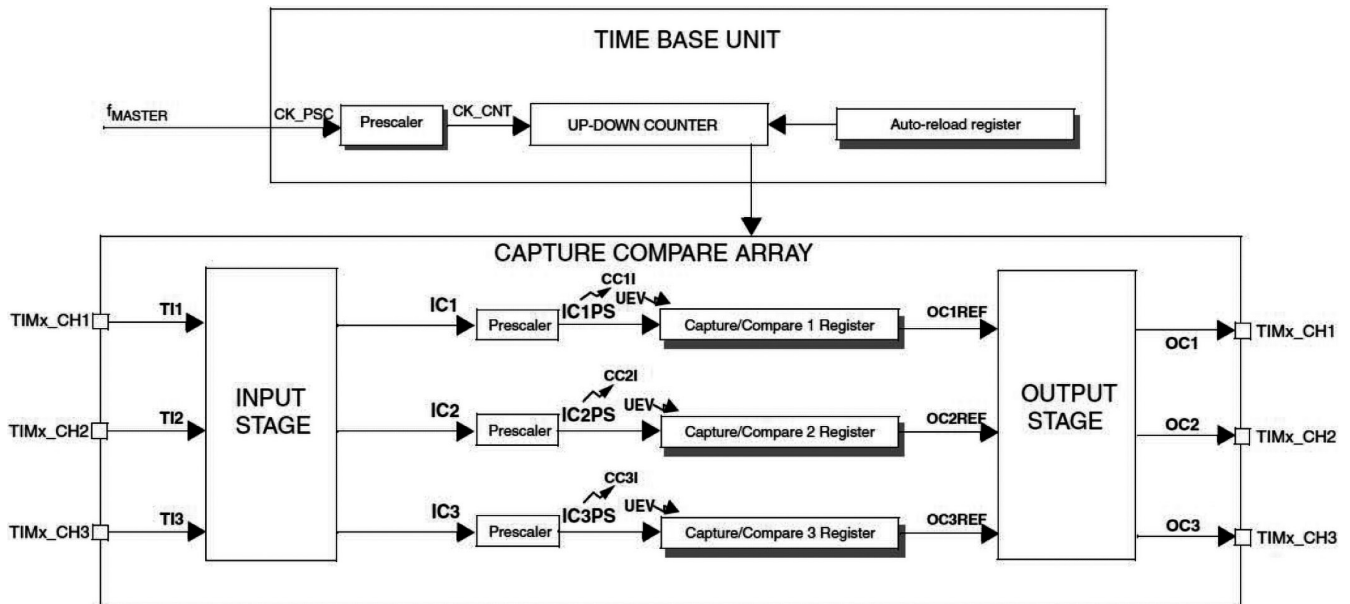 TIME BASE UNIT
fMASTER
CK_PSC
Prescaler
CK_CNT
UP-DOWN COUNTER
Auto-reload register
CAPTURE COMPARE ARRAY
TIMx_CH1
TI1
IC1
Prescaler
IC1PS
CC1I
UEV
Capture/Compare 1 Register
OC1REF
OC1
TIMx_CH1
INPUT
STAGE
OUTPUT
STAGE
TIMx_CH2
TI2
IC2
Prescaler
IC2PS
CC2I
UEV
Capture/Compare 2 Register
OC2REF
OC2
TIMx_CH2
TIMx_CH3
TI3
IC3
Prescaler
IC3PS
CC3I
UEV
Capture/Compare 3 Register
OC3REF
OC3
TIMx_CH3